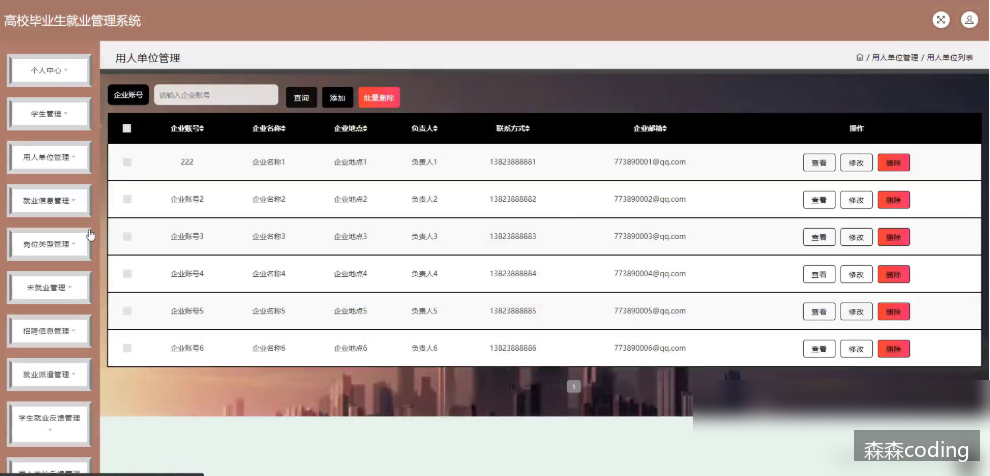 高校毕业生就业管理系统
个人中心
学生管理
用人单位管理
就业信息管理
岗位类型管理
未就业管理
招聘信息管理
就业派遣管理
学生就业反馈管理
用人单位管理
/ 用人单位管理 / 用人单位列表
企业账号 请输入企业账号 查询 添加 批量删除
企业账号 企业名称 企业地点 负责人 联系方式 企业邮箱 操作
222 企业名称1 企业地点1 负责人1 13823888881 773890001@qq.com 查看 修改 删除
企业账号2 企业名称2 企业地点2 负责人2 13823888882 773890002@qq.com 查看 修改 删除
企业账号3 企业名称3 企业地点3 负责人3 13823888883 773890003@qq.com 查看 修改 删除
企业账号4 企业名称4 企业地点4 负责人4 13823888884 773890004@qq.com 查看 修改 删除
企业账号5 企业名称5 企业地点5 负责人5 13823888885 773890005@qq.com 查看 修改 删除
企业账号6 企业名称6 企业地点6 负责人6 13823888886 773890006@qq.com 查看 修改 删除
1
森森coding